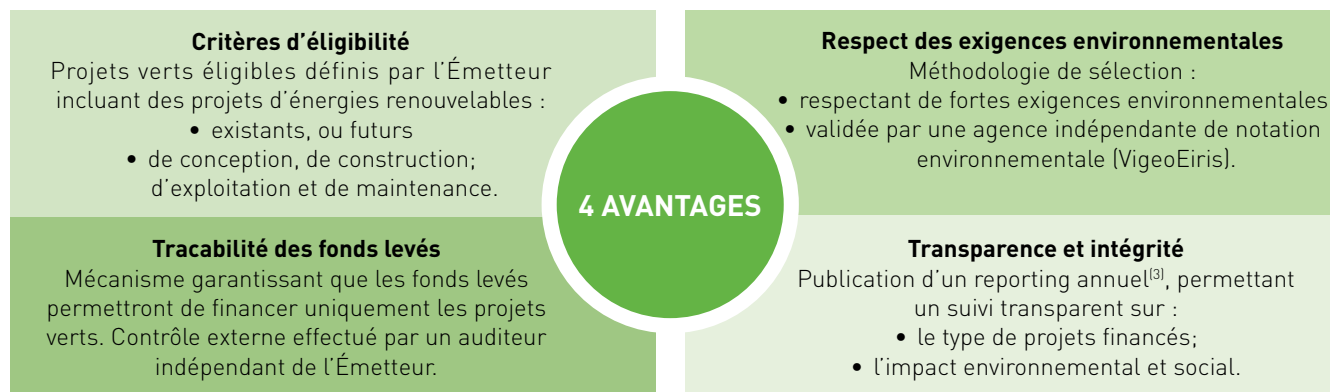 Critères d'éligibilité
Projets verts éligibles définis par l'Émetteur
incluant des projets d'énergies renouvelables :
• existants, ou futurs
• de conception, de construction;
d'exploitation et de maintenance.
Respect des exigences environnementales
Méthodologie de sélection :
• respectant de fortes exigences environnementales
• validée par une agence indépendante de notation
environnementale (VigeoEiris).
4 AVANTAGES
Tracabilité des fonds levés
Mécanisme garantissant que les fonds levés
permettront de financer uniquement les projets
verts. Contrôle externe effectué par un auditeur
indépendant de l'Émetteur.
Transparence et intégrité
Publication d'un reporting annuel(3), permettant
un suivi transparent sur :
• le type de projets financés;
• l'impact environnemental et social.